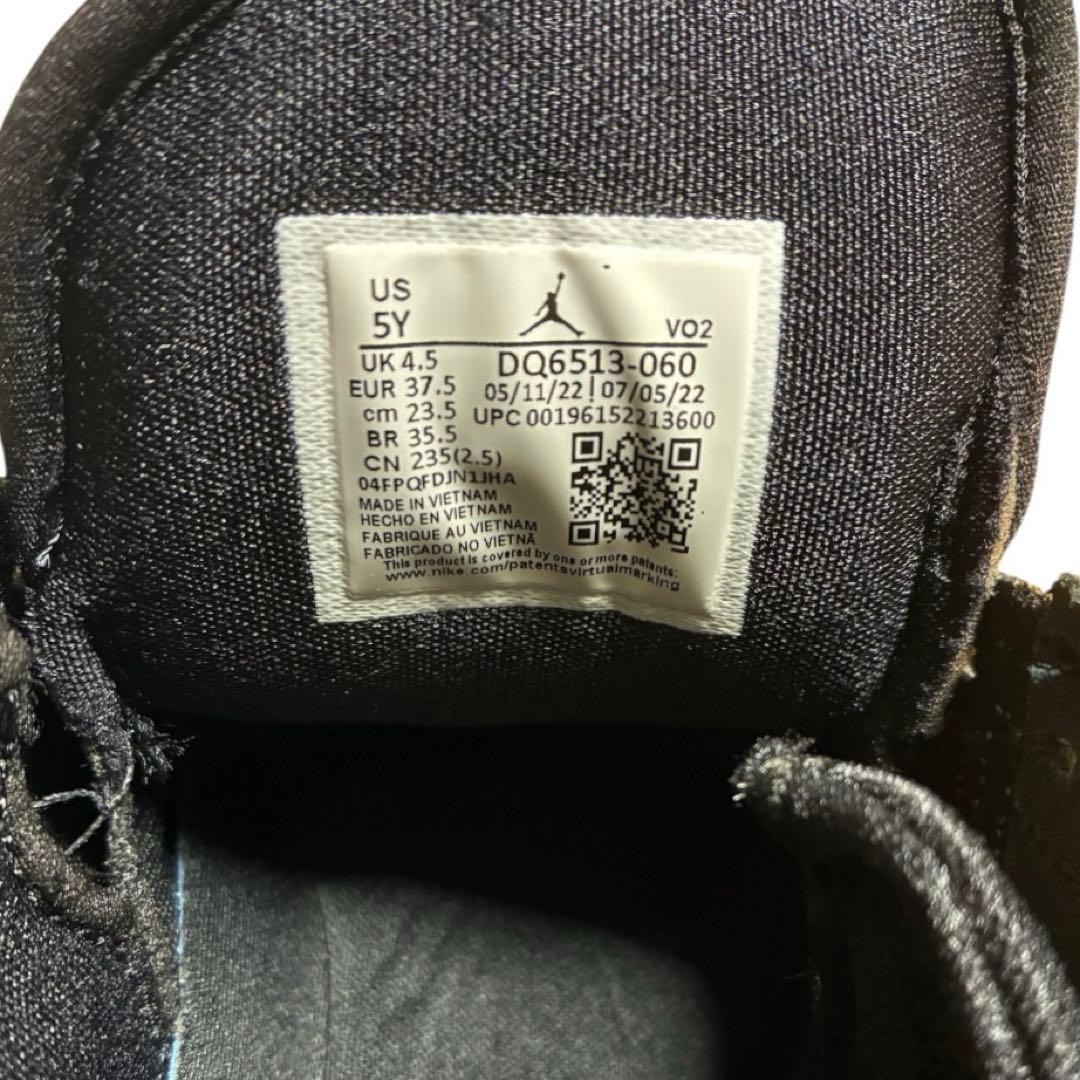 US
5Y
VO2
UK 4.5
DQ6513-060
EUR 37.5
05/11/22 | 07/05/22
cm 23.5
UPC 00196152213600
BR 35.5
CN 235(2.5)
04FPQFDJN1JHA
MADE IN VIETNAM
HECHO EN VIETNAM
FABRIQUE AU VIETNAM
FABRICADO NO VIETNÃ
This product is covered by one or more patents:
www.nike.com/patentsvirtualmarking